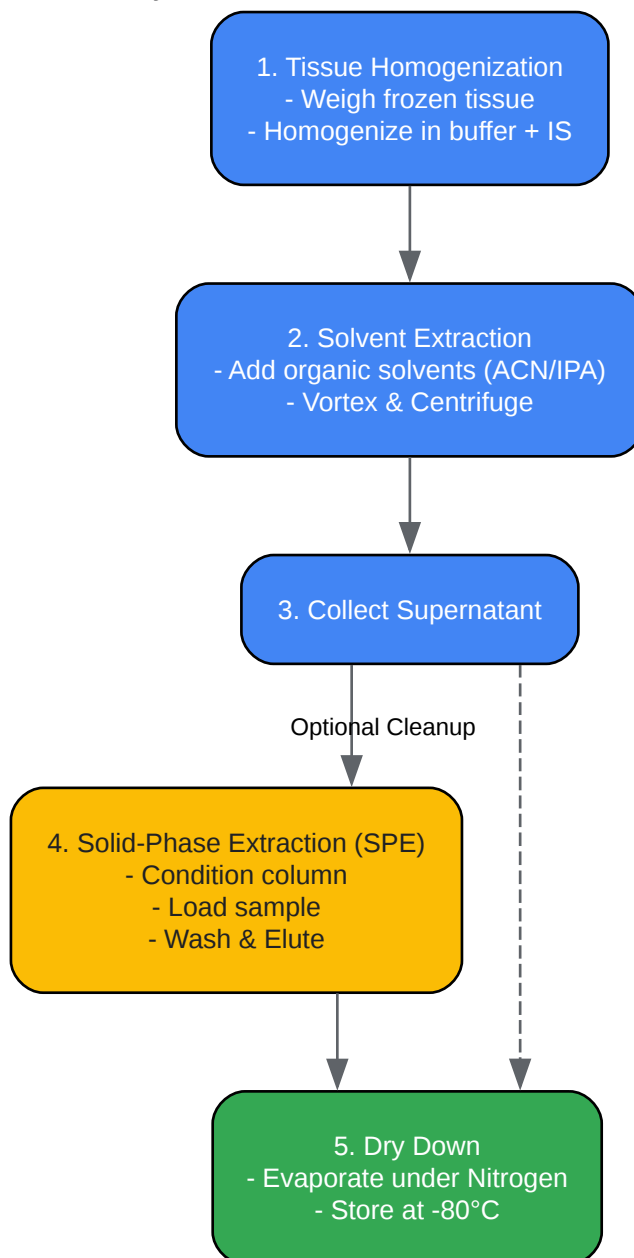 1. Tissue Homogenization
- Weigh frozen tissue
- Homogenize in buffer + IS
2. Solvent Extraction
- Add organic solvents (ACN/IPA)
- Vortex & Centrifuge
3. Collect Supernatant
Optional Cleanup
4. Solid-Phase Extraction (SPE)
- Condition column
- Load sample
- Wash & Elute
5. Dry Down
- Evaporate under Nitrogen
- Store at -80°C